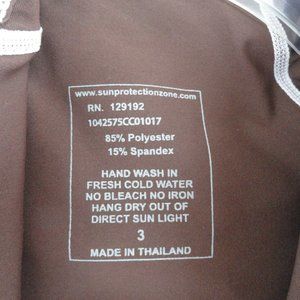 www.sunprotectionzone.com
RN. 129192
1042575CC01017
85% Polyester
15% Spandex
HAND WASH IN
FRESH COLD WATER
NO BLEACH NO IRON
HANG DRY OUT OF
DIRECT SUN LIGHT
3
MADE IN THAILAND